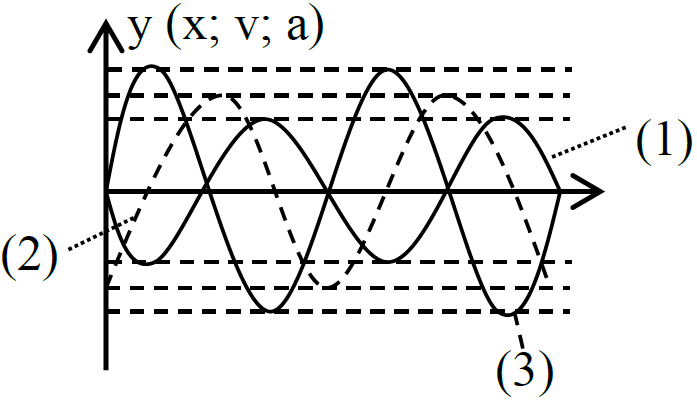 y (x; v; a)
(1)
(2)
(3)